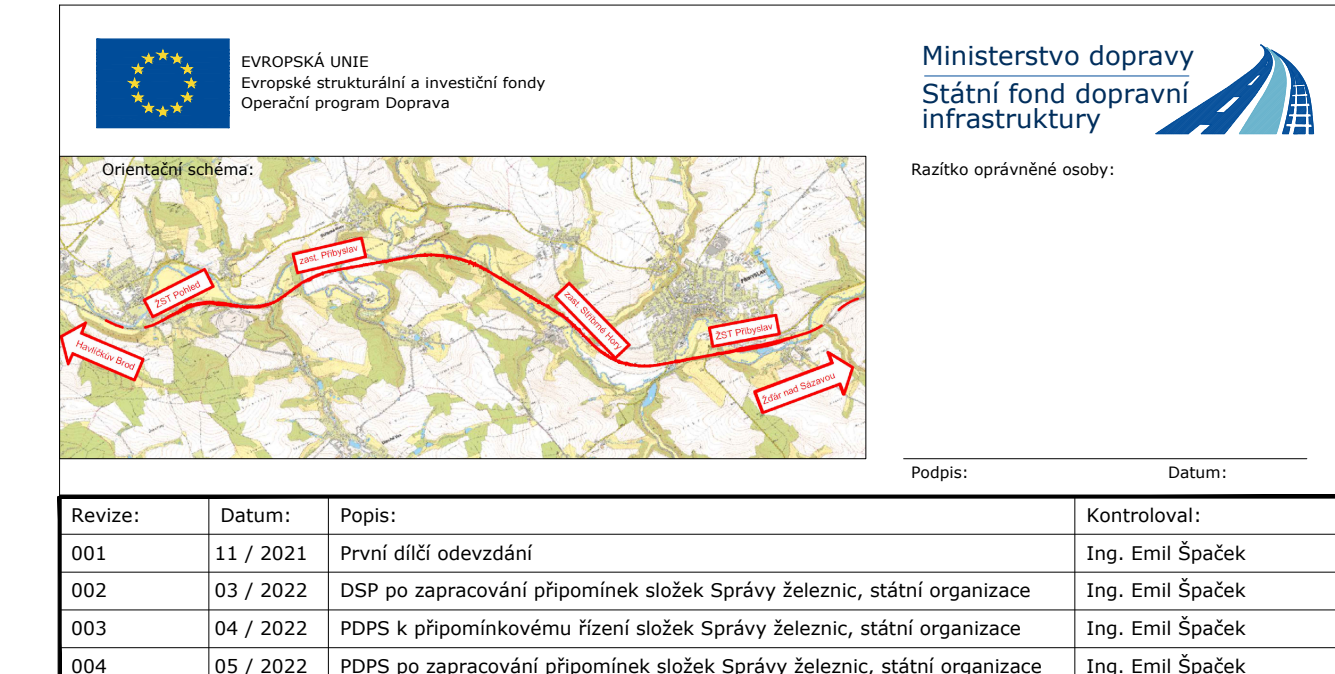 EVROPSKÁ UNIE
Evropské strukturální a investiční fondy
Operační program Doprava
Ministerstvo dopravy
Státní fond dopravní
infrastruktury
Orientační schéma:
Razítko oprávněné osoby:
zast. Přibyslav
ŽST Pohled
zast. Stříbrné Hory
PŘIBYSLAV
ŽST Přibyslav
Havlíčkův Brod
Žďár nad Sázavou
Podpis: Datum:
Revize: Datum: Popis: Kontroloval:
001 11 / 2021 První dílčí odevzdání Ing. Emil Špaček
002 03 / 2022 DSP po zapracování připomínek složek Správy železnic, státní organizace Ing. Emil Špaček
003 04 / 2022 PDPS k připomínkovému řízení složek Správy železnic, státní organizace Ing. Emil Špaček
004 05 / 2022 PDPS po zapracování připomínek složek Správy železnic, státní organizace Ing. Emil Špaček